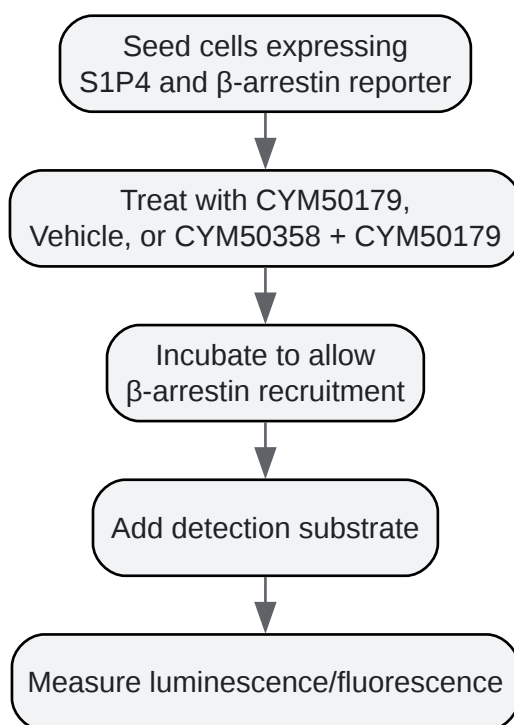 Seed cells expressing
S1P4 and β-arrestin reporter
Treat with CYM50179,
Vehicle, or CYM50358 + CYM50179
Incubate to allow
β-arrestin recruitment
Add detection substrate
Measure luminescence/fluorescence